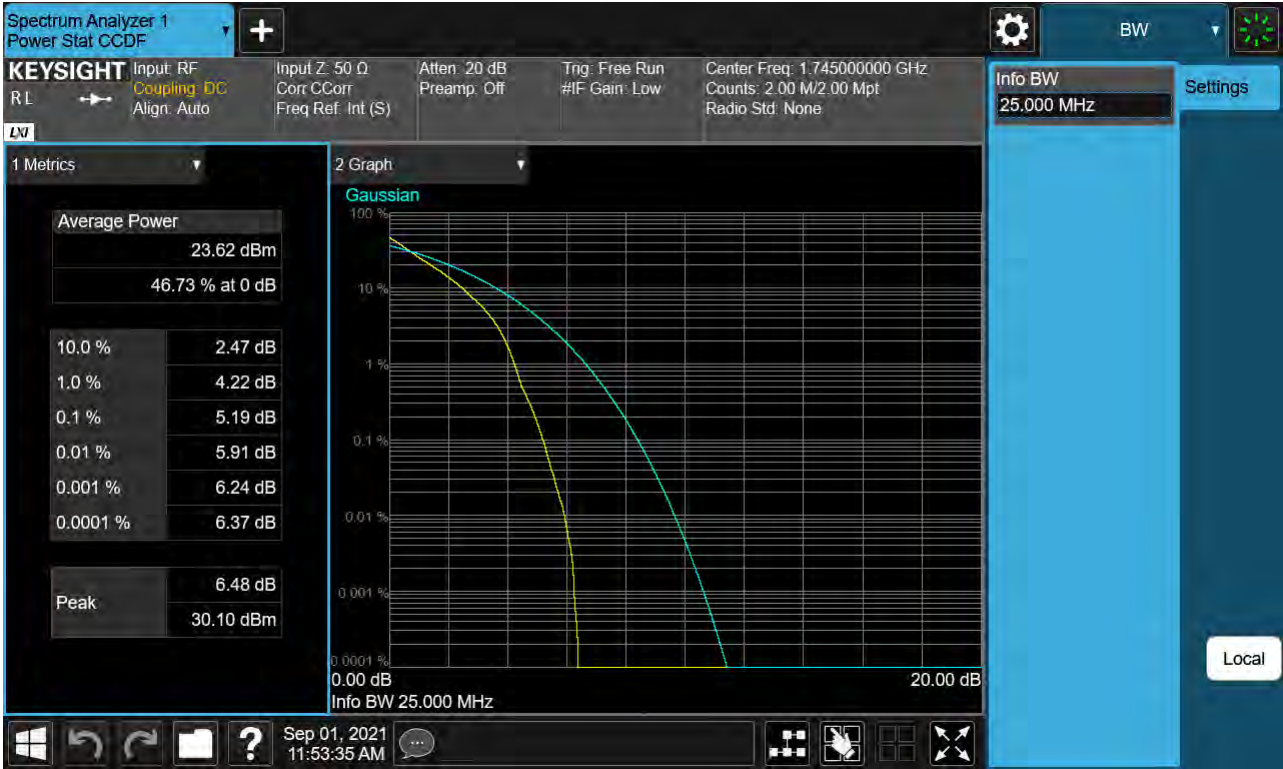 Spectrum Analyzer 1
Power Stat CCDF
BW
KEYSIGHT
RL
LXI
Input: RF
Coupling: DC
Align: Auto
Input Z: 50 Ω
Corr CCorr
Freq Ref: Int (S)
Atten: 20 dB
Preamp: Off
Trig: Free Run
#IF Gain: Low
Center Freq: 1.745000000 GHz
Counts: 2.00 M/2.00 Mpt
Radio Std: None
Info BW
25.000 MHz
Settings
1 Metrics
Average Power
23.62 dBm
46.73 % at 0 dB
10.0 % 2.47 dB
1.0 % 4.22 dB
0.1 % 5.19 dB
0.01 % 5.91 dB
0.001 % 6.24 dB
0.0001 % 6.37 dB
Peak
6.48 dB
30.10 dBm
2 Graph
Gaussian
100 %
10 %
1 %
0.1 %
0.01 %
0.001 %
0.0001 %
0.00 dB 20.00 dB
Info BW 25.000 MHz
Local
?
Sep 01, 2021
11:53:35 AM